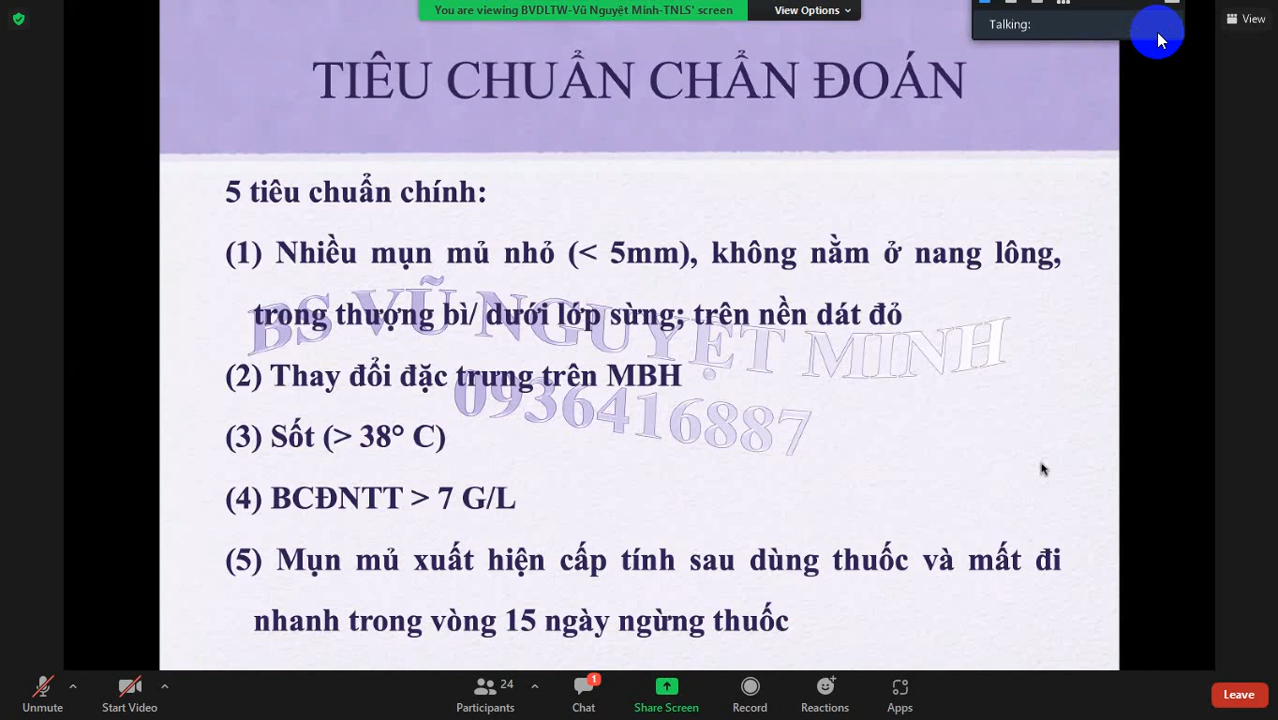 You are viewing BVDLTW-Vũ Nguyệt Minh-TNLS' screen
View Options
Talking:
View
TIÊU CHUẨN CHẨN ĐOÁN
5 tiêu chuẩn chính:
(1) Nhiều mụn mủ nhỏ (< 5mm), không nằm ở nang lông,
trong thượng bì/ dưới lớp sừng; trên nền dát đỏ
BS VŨ NGUYỆT MINH
(2) Thay đổi đặc trưng trên MBH
0936416887
(3) Sốt (> 38° C)
(4) BCĐNTT > 7 G/L
(5) Mụn mủ xuất hiện cấp tính sau dùng thuốc và mất đi
nhanh trong vòng 15 ngày ngừng thuốc
Unmute
Start Video
24
Participants
1
Chat
Share Screen
Record
Reactions
Apps
Leave